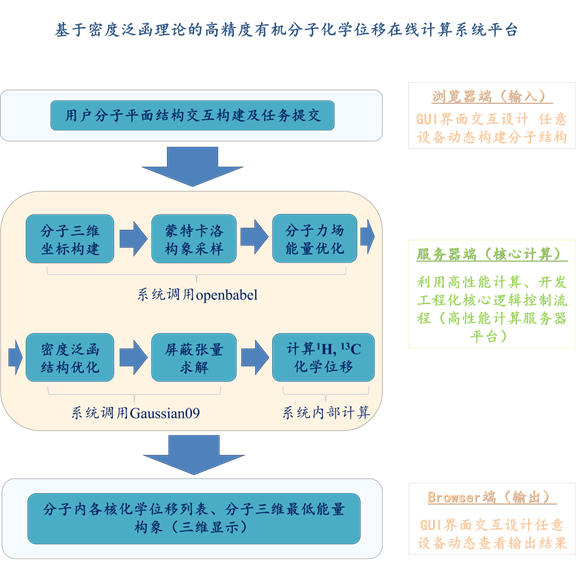 基于密度泛函理论的高精度有机分子化学位移在线计算系统平台
用户分子平面结构交互构建及任务提交
浏览器端（输入）
GUI界面交互设计 任意
设备动态构建分子结构
分子三维
坐标构建
蒙特卡洛
构象采样
分子力场
能量优化
系统调用openbabel
服务器端（核心计算）
利用高性能计算、开发
工程化核心逻辑控制流
程（高性能计算服务器
平台）
密度泛函
结构优化
屏蔽张量
求解
计算¹H, ¹³C
化学位移
系统调用Gaussian09
系统内部计算
分子内各核化学位移列表、分子三维最低能量
构象（三维显示）
Browser端（输出）
GUI界面交互设计任意
设备动态查看输出结果